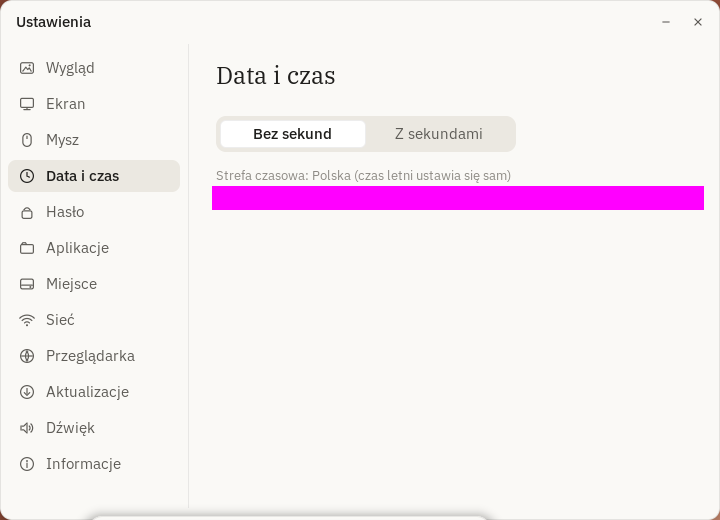 Ustawienia
Wygląd
Ekran
Mysz
Data i czas
Hasło
Aplikacje
Miejsce
Sieć
Przeglądarka
Aktualizacje
Dźwięk
Informacje
Data i czas
Bez sekund
Z sekundami
Strefa czasowa: Polska (czas letni ustawia się sam)